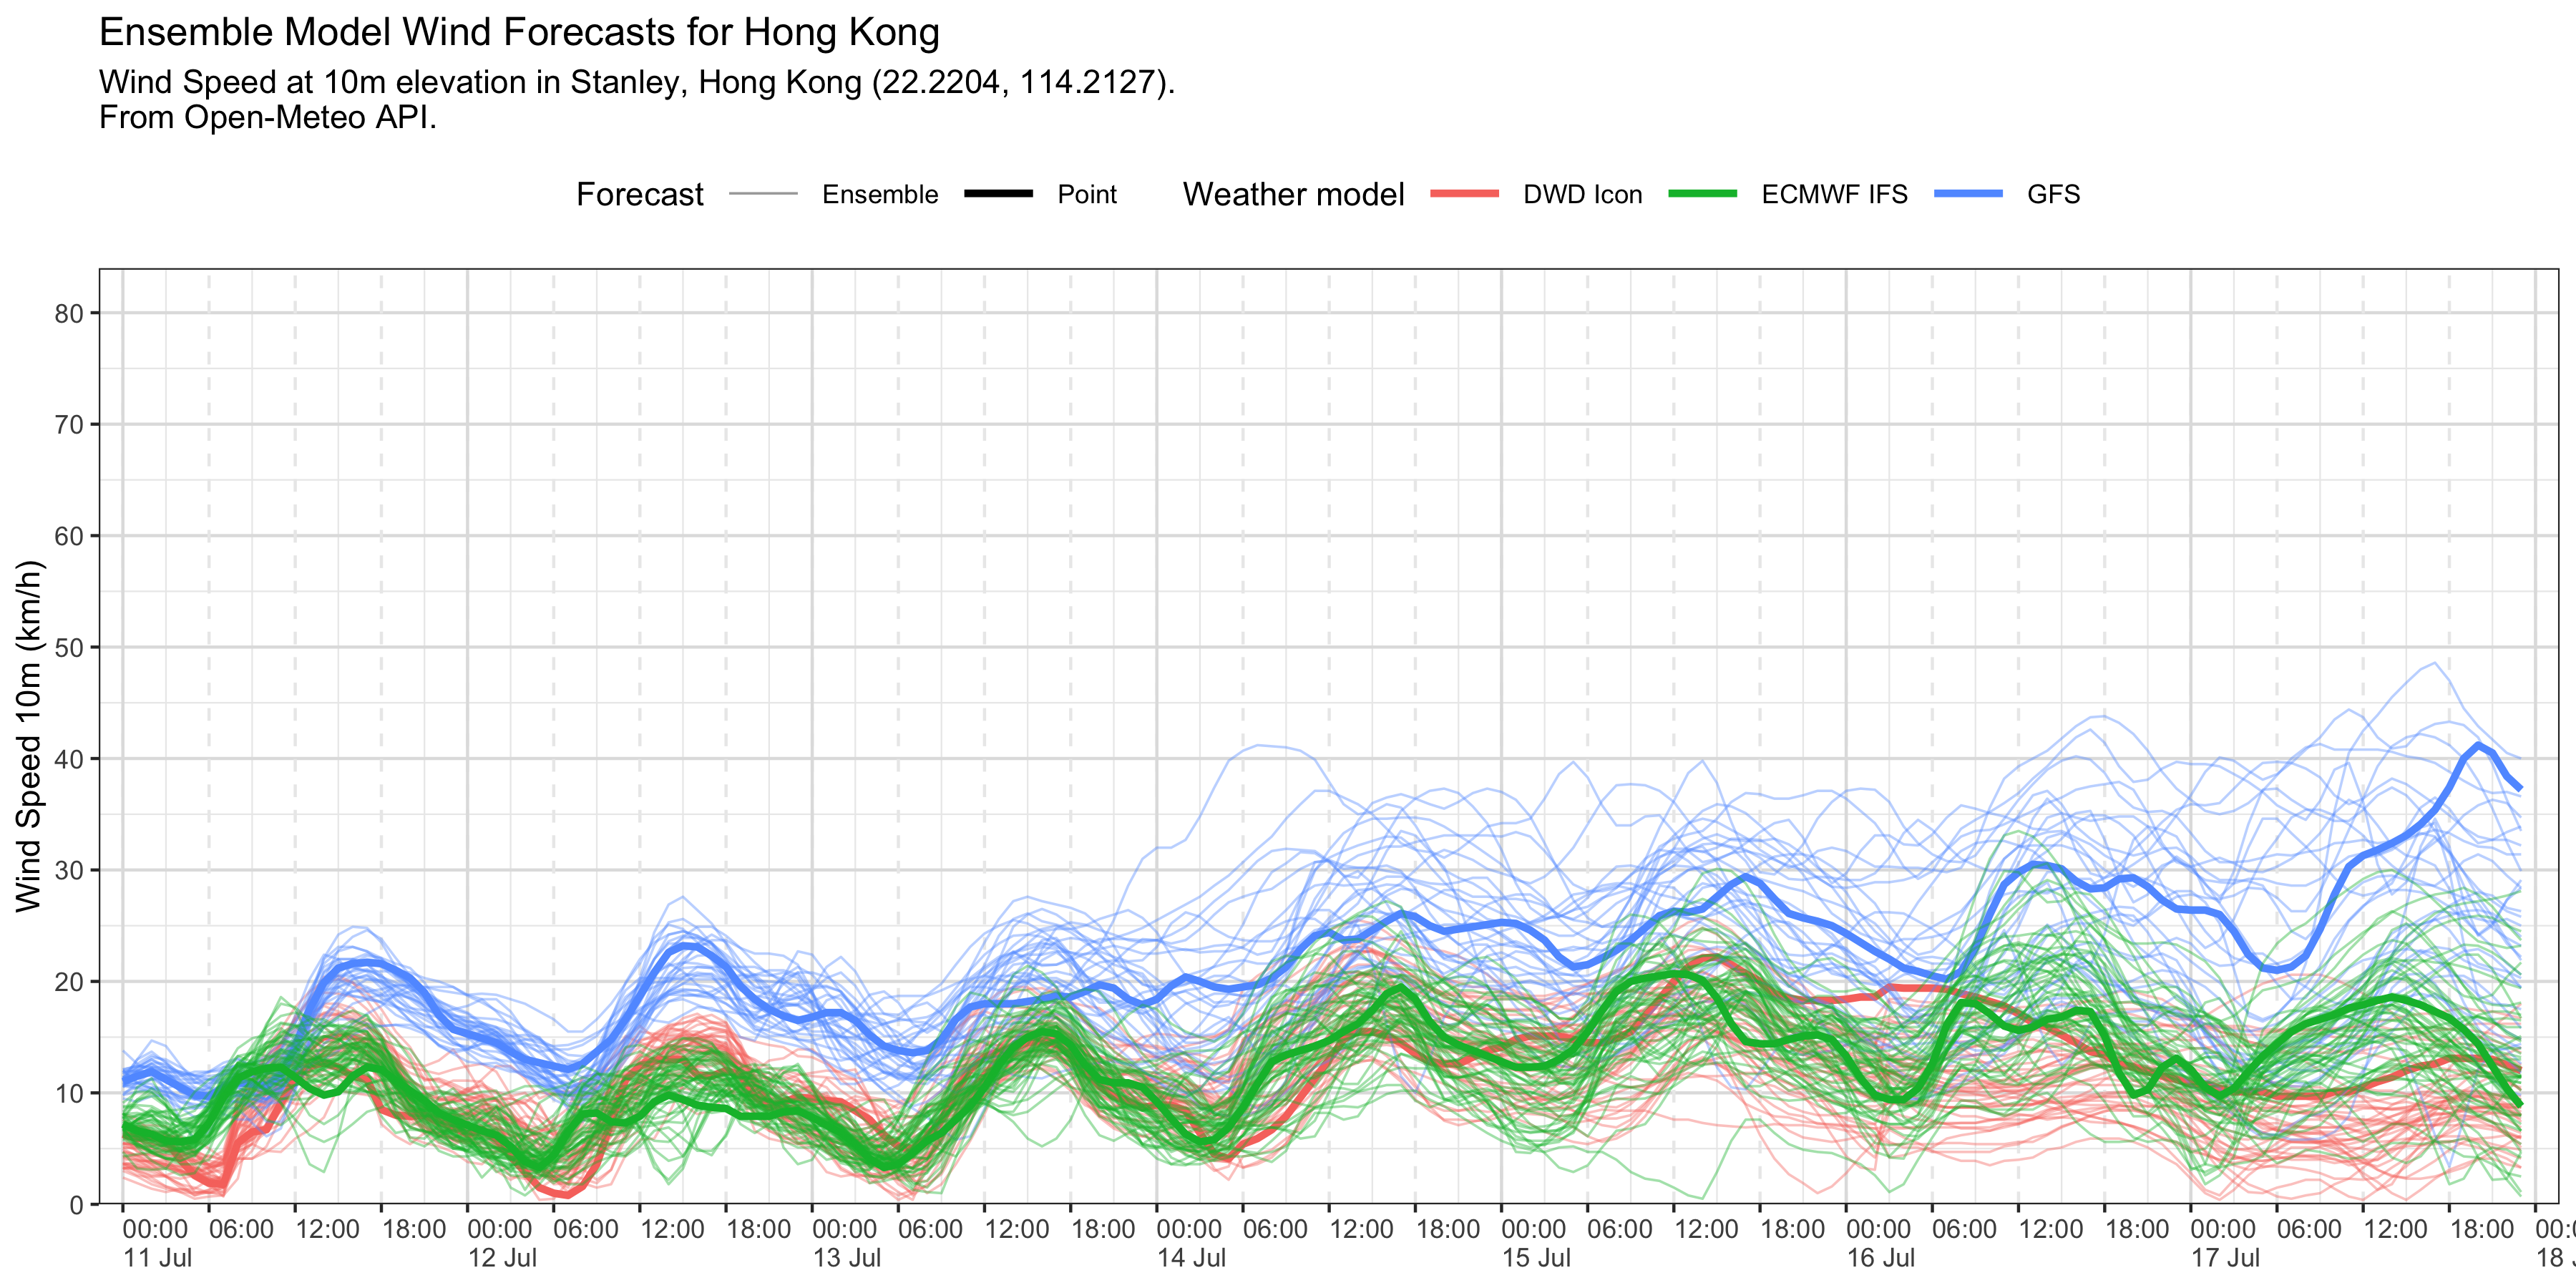 Ensemble Model Wind Forecasts for Hong Kong
Wind Speed at 10m elevation in Stanley, Hong Kong (22.2204, 114.2127).
From Open-Meteo API.
Forecast Ensemble Point Weather model DWD Icon ECMWF IFS GFS
Wind Speed 10m (km/h)
80
70
60
50
40
30
20
10
0
00:00 06:00 12:00 18:00 00:00 06:00 12:00 18:00 00:00 06:00 12:00 18:00 00:00 06:00 12:00 18:00 00:00 06:00 12:00 18:00 00:00 06:00 12:00 18:00 00:00 06:00 12:00 18:00
11 Jul 12 Jul 13 Jul 14 Jul 15 Jul 16 Jul 17 Jul 18